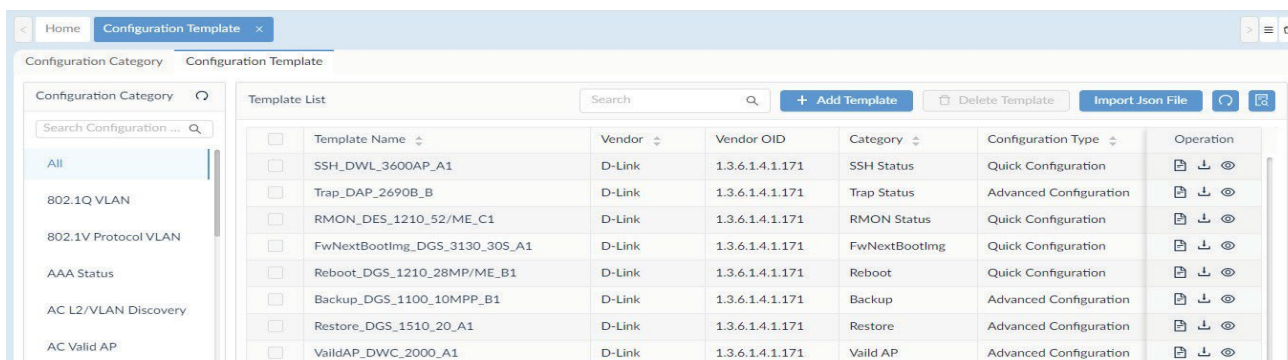 Home Configuration Template ×
Configuration Category Configuration Template
Configuration Category
Search Configuration ...
All
802.1Q VLAN
802.1V Protocol VLAN
AAA Status
AC L2/VLAN Discovery
AC Valid AP
Template List Search + Add Template Delete Template Import Json File
Template Name Vendor Vendor OID Category Configuration Type Operation
SSH_DWL_3600AP_A1 D-Link 1.3.6.1.4.1.171 SSH Status Quick Configuration
Trap_DAP_2690B_B D-Link 1.3.6.1.4.1.171 Trap Status Advanced Configuration
RMON_DES_1210_52/ME_C1 D-Link 1.3.6.1.4.1.171 RMON Status Quick Configuration
FwNextBootImg_DGS_3130_30S_A1 D-Link 1.3.6.1.4.1.171 FwNextBootImg Quick Configuration
Reboot_DGS_1210_28MP/ME_B1 D-Link 1.3.6.1.4.1.171 Reboot Quick Configuration
Backup_DGS_1100_10MPP_B1 D-Link 1.3.6.1.4.1.171 Backup Advanced Configuration
Restore_DGS_1510_20_A1 D-Link 1.3.6.1.4.1.171 Restore Advanced Configuration
VaildAP_DWC_2000_A1 D-Link 1.3.6.1.4.1.171 Vaild AP Advanced Configuration